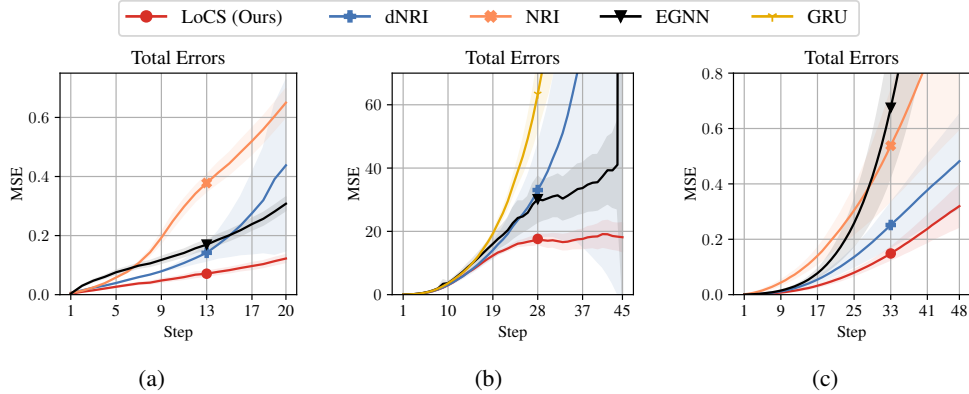 LoCS (Ours) dNRI NRI EGNN GRU
Total Errors
MSE
0.6
0.4
0.2
0.0
1 5 9 13 17 20
Step
(a)
Total Errors
MSE
60
40
20
0
1 10 19 28 37 45
Step
(b)
Total Errors
MSE
0.8
0.6
0.4
0.2
0.0
1 9 17 25 33 41 48
Step
(c)